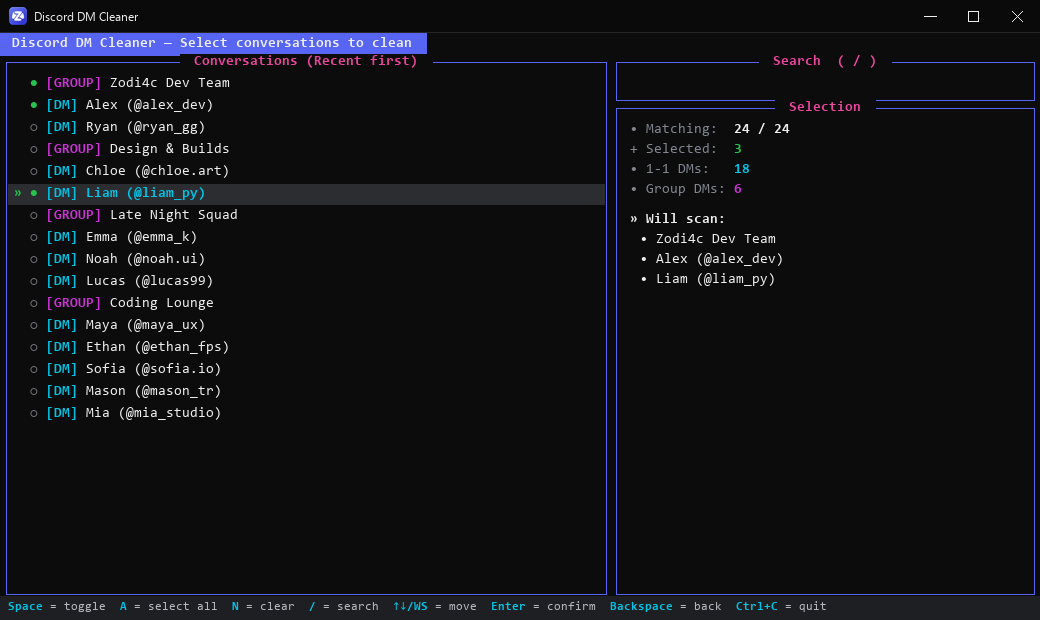 Discord DM Cleaner
Discord DM Cleaner — Select conversations to clean
Conversations (Recent first)
● [GROUP] Zodi4c Dev Team
● [DM] Alex (@alex_dev)
○ [DM] Ryan (@ryan_gg)
○ [GROUP] Design & Builds
○ [DM] Chloe (@chloe.art)
» ● [DM] Liam (@liam_py)
○ [GROUP] Late Night Squad
○ [DM] Emma (@emma_k)
○ [DM] Noah (@noah.ui)
○ [DM] Lucas (@lucas99)
○ [GROUP] Coding Lounge
○ [DM] Maya (@maya_ux)
○ [DM] Ethan (@ethan_fps)
○ [DM] Sofia (@sofia.io)
○ [DM] Mason (@mason_tr)
○ [DM] Mia (@mia_studio)
Search ( / )
Selection
• Matching: 24 / 24
+ Selected: 3
• 1-1 DMs: 18
• Group DMs: 6
» Will scan:
• Zodi4c Dev Team
• Alex (@alex_dev)
• Liam (@liam_py)
Space = toggle A = select all N = clear / = search ↑↓/WS = move Enter = confirm Backspace = back Ctrl+C = quit